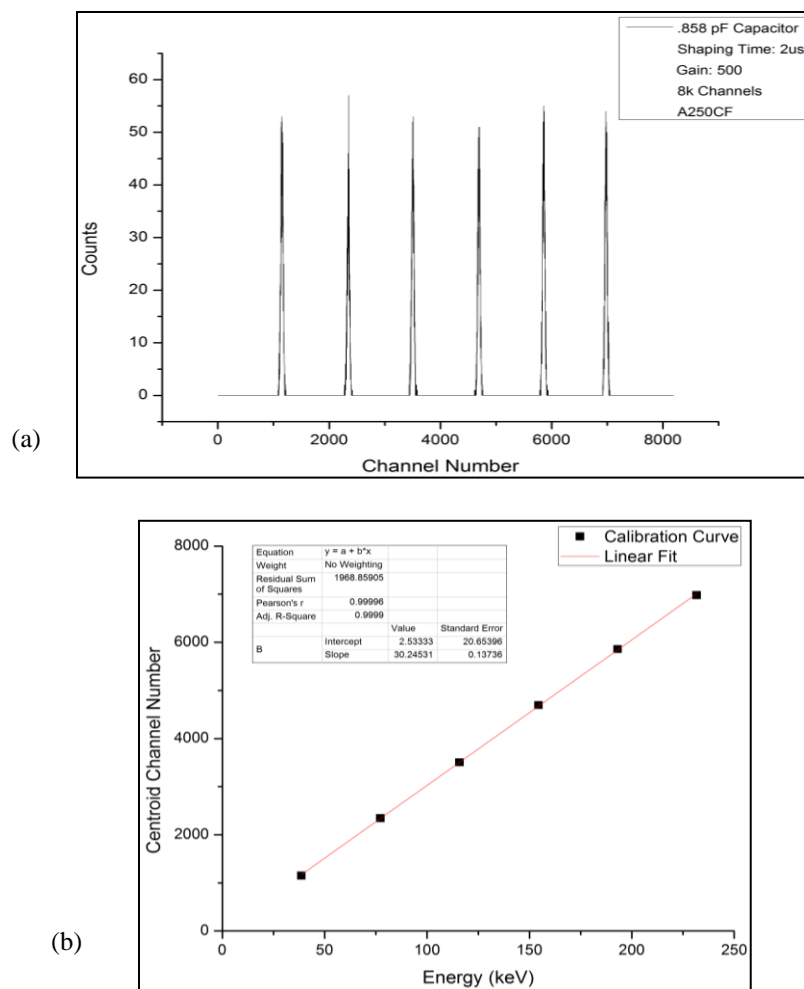 .858 pF Capacitor
Shaping Time: 2us
Gain: 500
8k Channels
A250CF
60
50
40
30
20
10
0
Counts
0 2000 4000 6000 8000
Channel Number
(a)
Calibration Curve
Linear Fit
Equation y = a + b*x
Weight No Weighting
Residual Sum of Squares 1968.85905
Pearson's r 0.99996
Adj. R-Square 0.9999
Value Standard Error
B Intercept 2.53333 20.65396
Slope 30.24531 0.13736
8000
6000
4000
2000
0
Centroid Channel Number
0 50 100 150 200 250
Energy (keV)
(b)